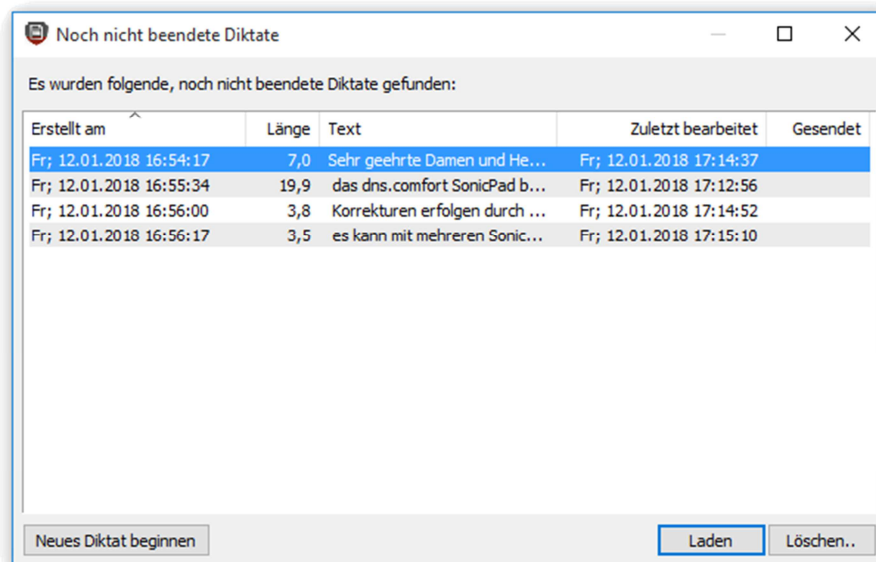 Noch nicht beendete Diktate
Es wurden folgende, noch nicht beendete Diktate gefunden:
Erstellt am Länge Text Zuletzt bearbeitet Gesendet
Fr; 12.01.2018 16:54:17 7,0 Sehr geehrte Damen und He... Fr; 12.01.2018 17:14:37
Fr; 12.01.2018 16:55:34 19,9 das dns.comfort SonicPad b... Fr; 12.01.2018 17:12:56
Fr; 12.01.2018 16:56:00 3,8 Korrekturen erfolgen durch ... Fr; 12.01.2018 17:14:52
Fr; 12.01.2018 16:56:17 3,5 es kann mit mehreren Sonic... Fr; 12.01.2018 17:15:10
Neues Diktat beginnen Laden Löschen..